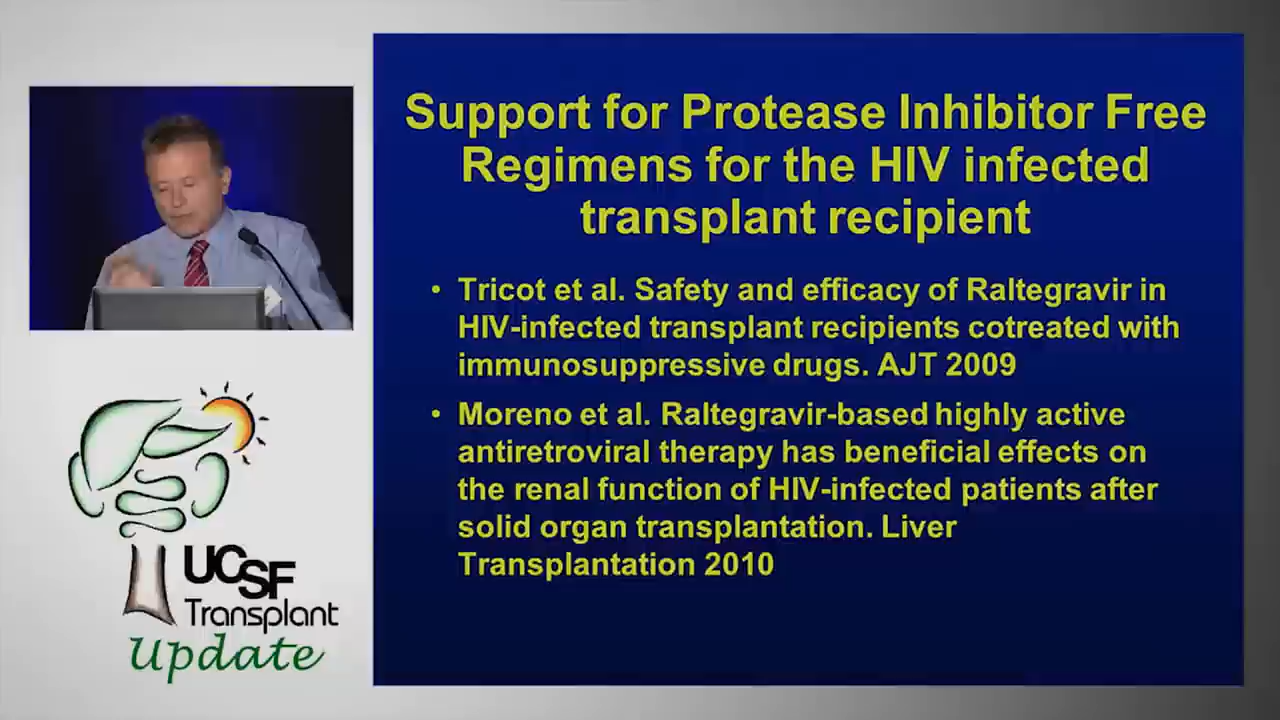 Support for Protease Inhibitor Free
Regimens for the HIV infected
transplant recipient
• Tricot et al. Safety and efficacy of Raltegravir in
HIV-infected transplant recipients cotreated with
immunosuppressive drugs. AJT 2009
• Moreno et al. Raltegravir-based highly active
antiretroviral therapy has beneficial effects on
the renal function of HIV-infected patients after
solid organ transplantation. Liver
Transplantation 2010
UCSF
Transplant
Update